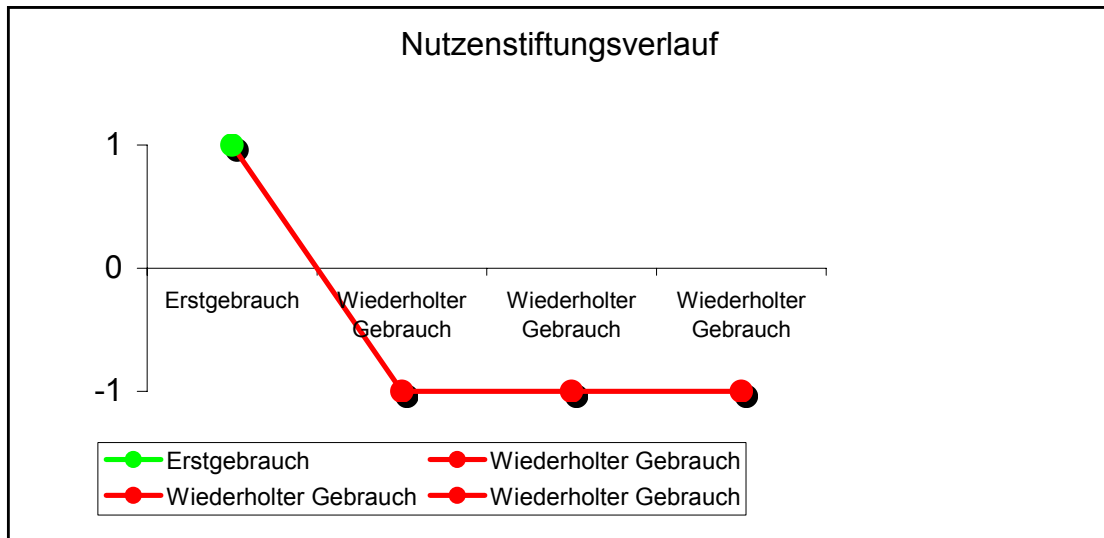 Nutzenstiftungsverlauf
1
0
-1
Erstgebrauch
Wiederholter
Gebrauch
Wiederholter
Gebrauch
Wiederholter
Gebrauch
Erstgebrauch
Wiederholter Gebrauch
Wiederholter Gebrauch
Wiederholter Gebrauch